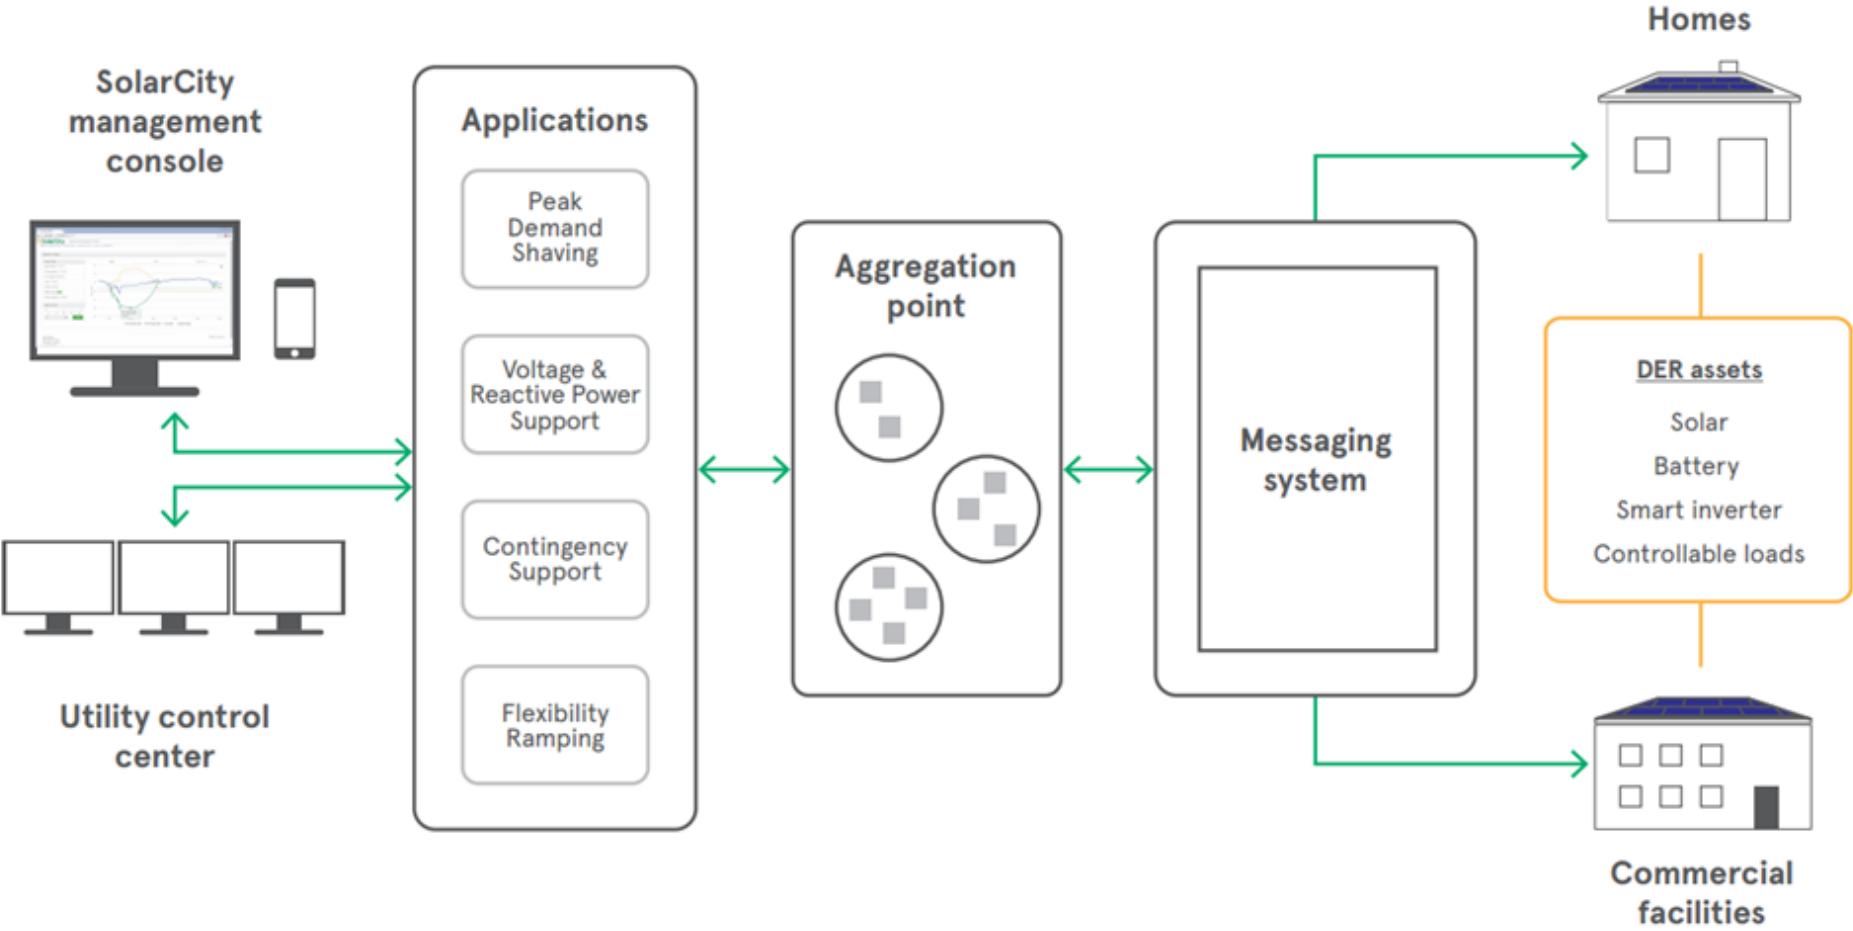 SolarCity
management
console
Utility control
center
Applications
Peak
Demand
Shaving
Voltage &
Reactive Power
Support
Contingency
Support
Flexibility
Ramping
Aggregation
point
Messaging
system
Homes
DER assets
Solar
Battery
Smart inverter
Controllable loads
Commercial
facilities